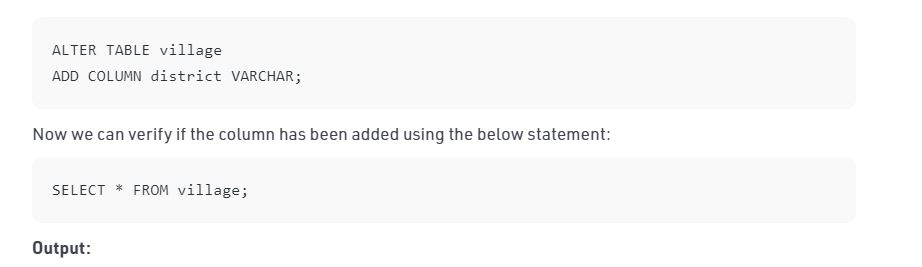 ALTER TABLE village
ADD COLUMN district VARCHAR;
Now we can verify if the column has been added using the below statement:
SELECT * FROM village;
Output: